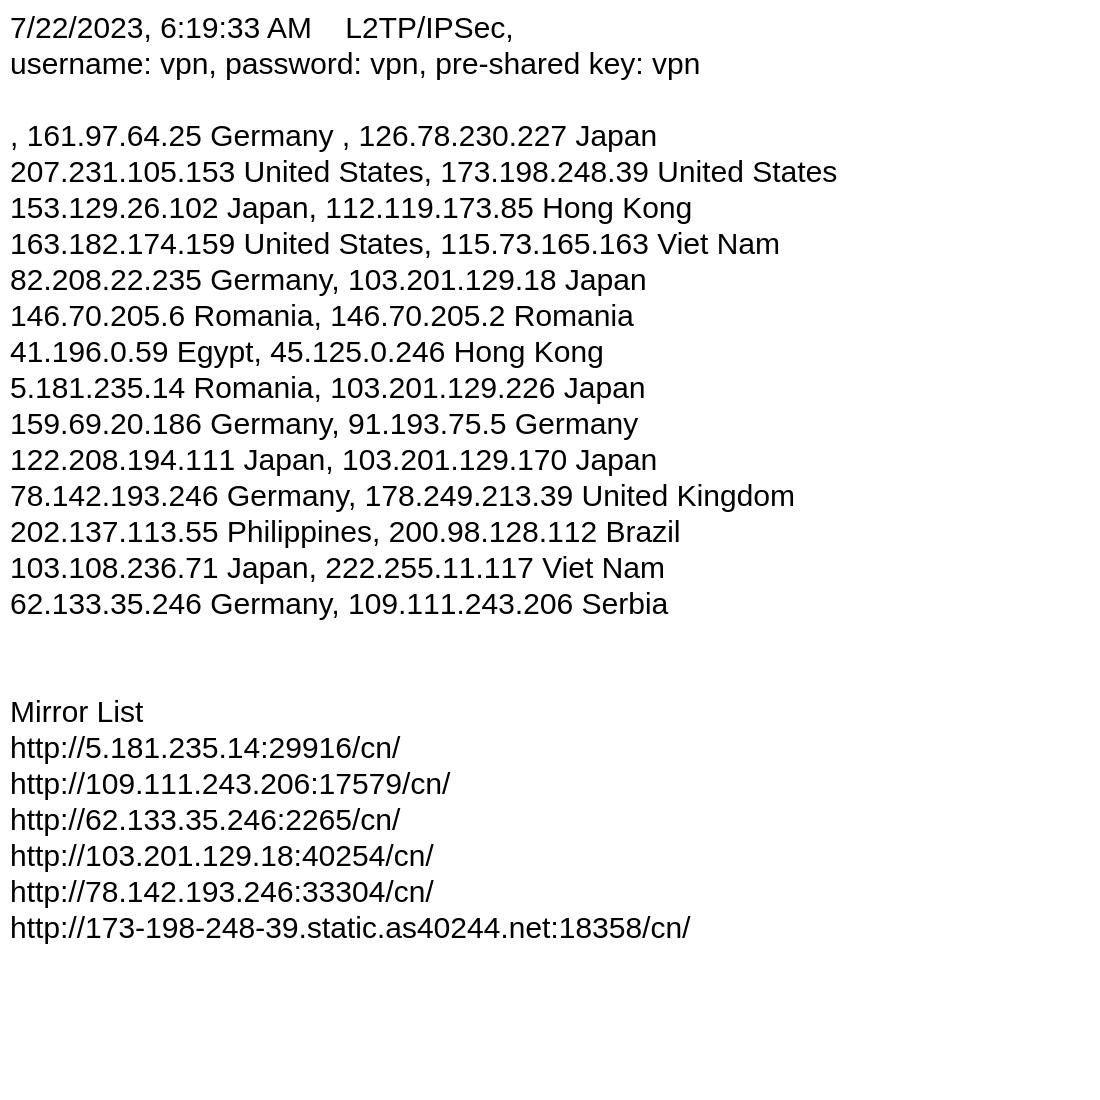 7/22/2023, 6:19:33 AM    L2TP/IPSec,
username: vpn, password: vpn, pre-shared key: vpn
, 161.97.64.25 Germany , 126.78.230.227 Japan
207.231.105.153 United States, 173.198.248.39 United States
153.129.26.102 Japan, 112.119.173.85 Hong Kong
163.182.174.159 United States, 115.73.165.163 Viet Nam
82.208.22.235 Germany, 103.201.129.18 Japan
146.70.205.6 Romania, 146.70.205.2 Romania
41.196.0.59 Egypt, 45.125.0.246 Hong Kong
5.181.235.14 Romania, 103.201.129.226 Japan
159.69.20.186 Germany, 91.193.75.5 Germany
122.208.194.111 Japan, 103.201.129.170 Japan
78.142.193.246 Germany, 178.249.213.39 United Kingdom
202.137.113.55 Philippines, 200.98.128.112 Brazil
103.108.236.71 Japan, 222.255.11.117 Viet Nam
62.133.35.246 Germany, 109.111.243.206 Serbia
Mirror List
http://5.181.235.14:29916/cn/
http://109.111.243.206:17579/cn/
http://62.133.35.246:2265/cn/
http://103.201.129.18:40254/cn/
http://78.142.193.246:33304/cn/
http://173-198-248-39.static.as40244.net:18358/cn/